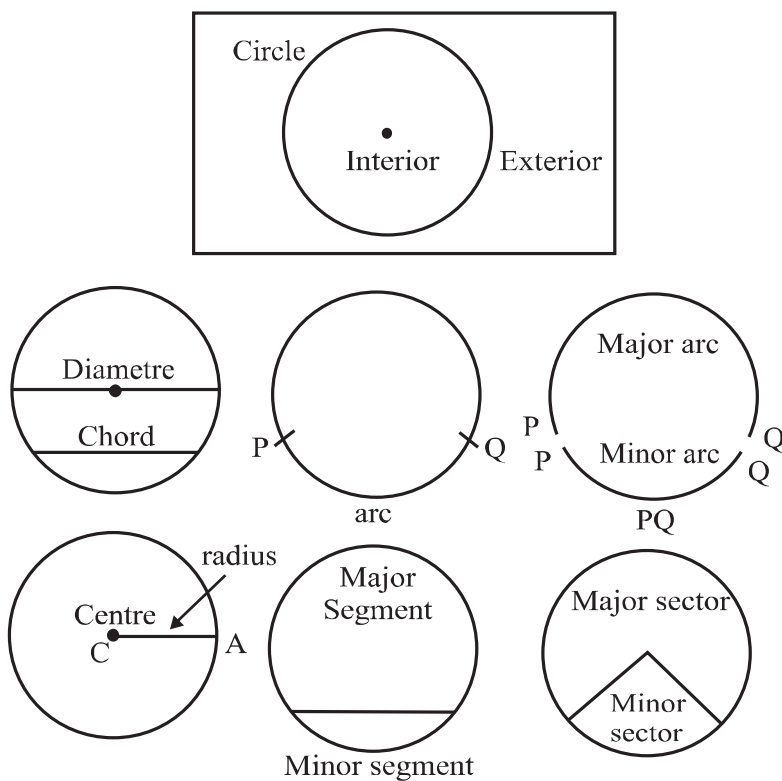 Circle
Interior
Exterior
Diametre
Chord
P
Q
arc
Major arc
P
Q
P
Minor arc
Q
PQ
radius
Centre
C
A
Major
Segment
Minor segment
Major sector
Minor
sector